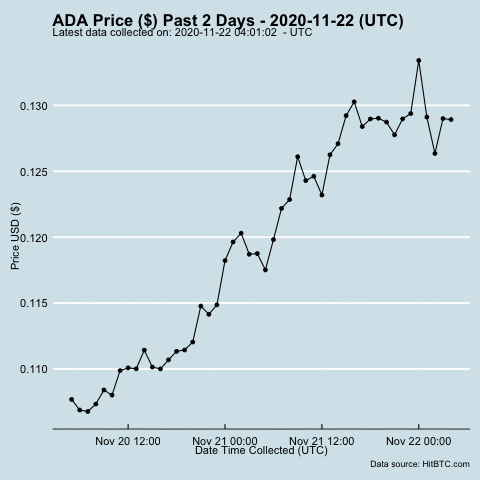 ADA Price ($) Past 2 Days - 2020-11-22 (UTC)
Latest data collected on: 2020-11-22 04:01:02 - UTC
0.130
0.125
0.120
0.115
0.110
Price USD ($)
Nov 20 12:00 Nov 21 00:00 Nov 21 12:00 Nov 22 00:00
Date Time Collected (UTC)
Data source: HitBTC.com